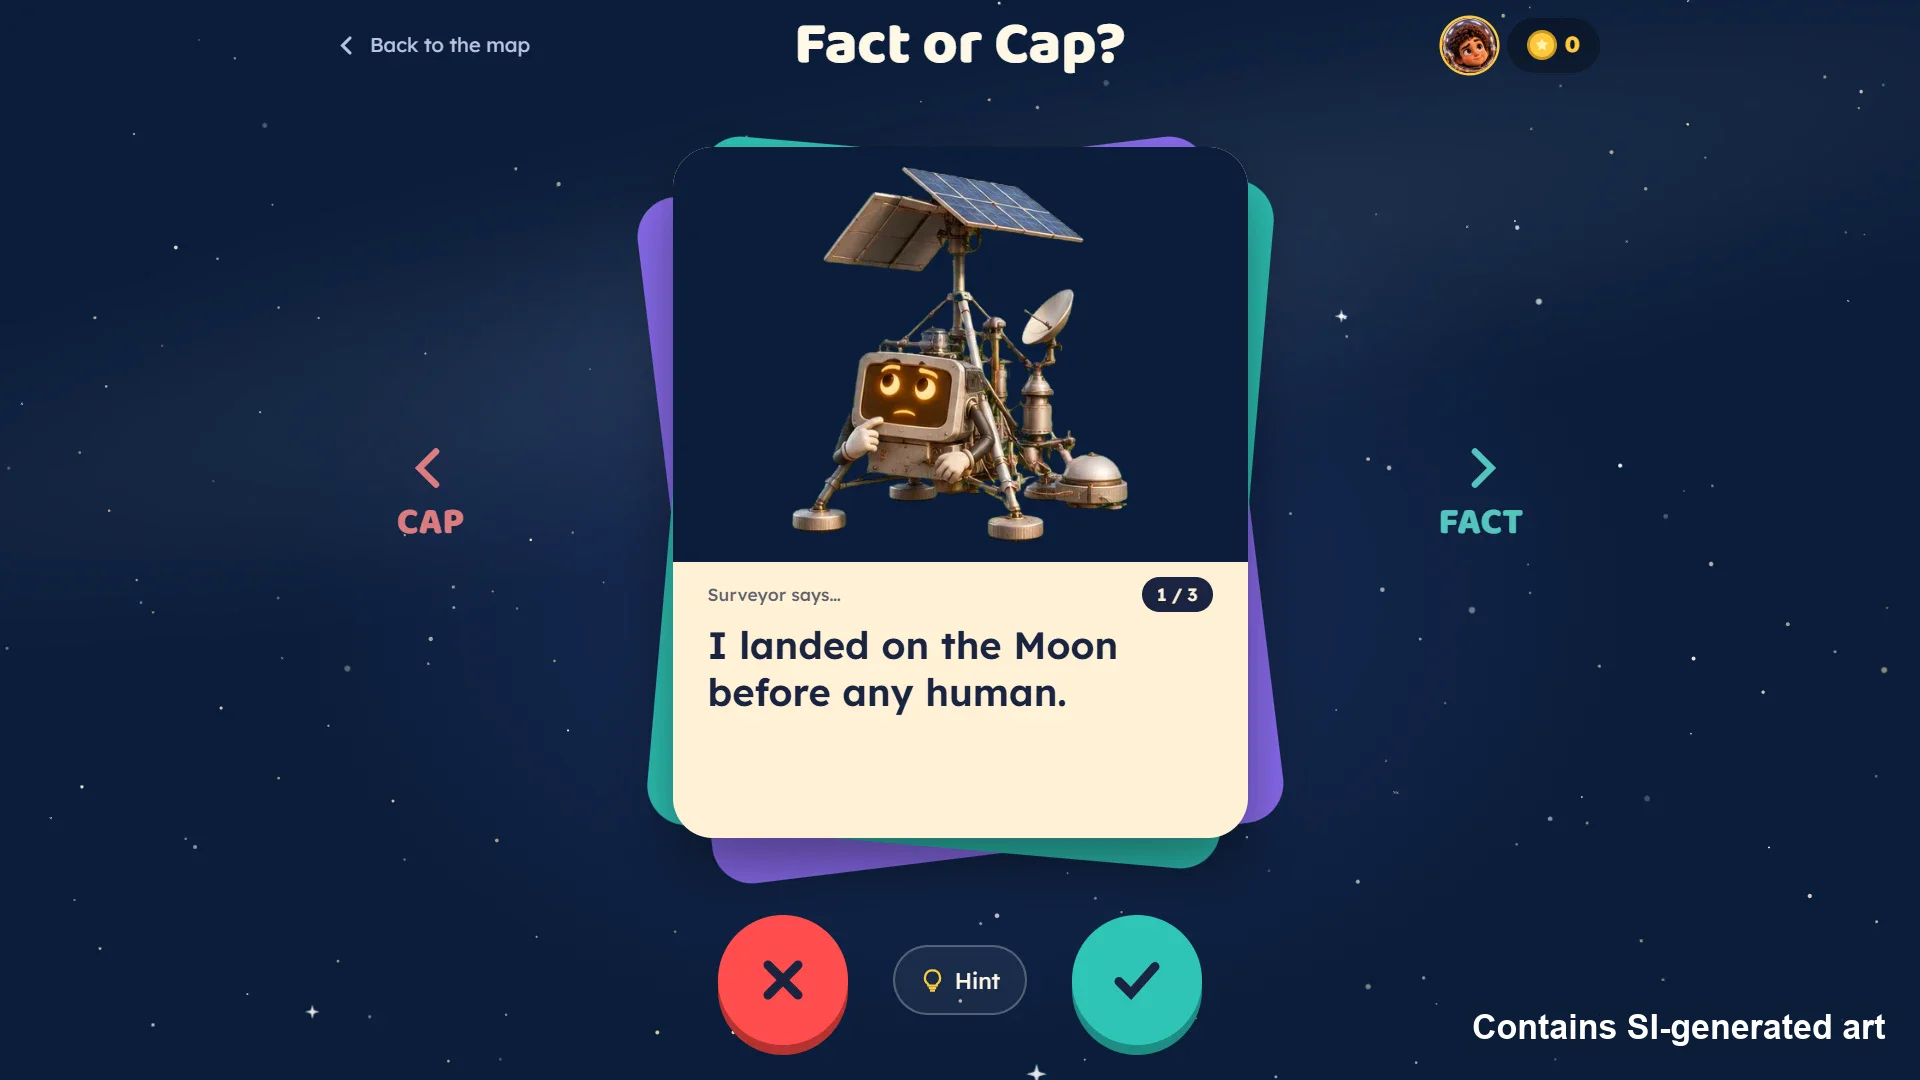 Back to the map
Fact or Cap?
0
CAP
FACT
Surveyor says...
1 / 3
I landed on the Moon
before any human.
Hint
Contains SI-generated art